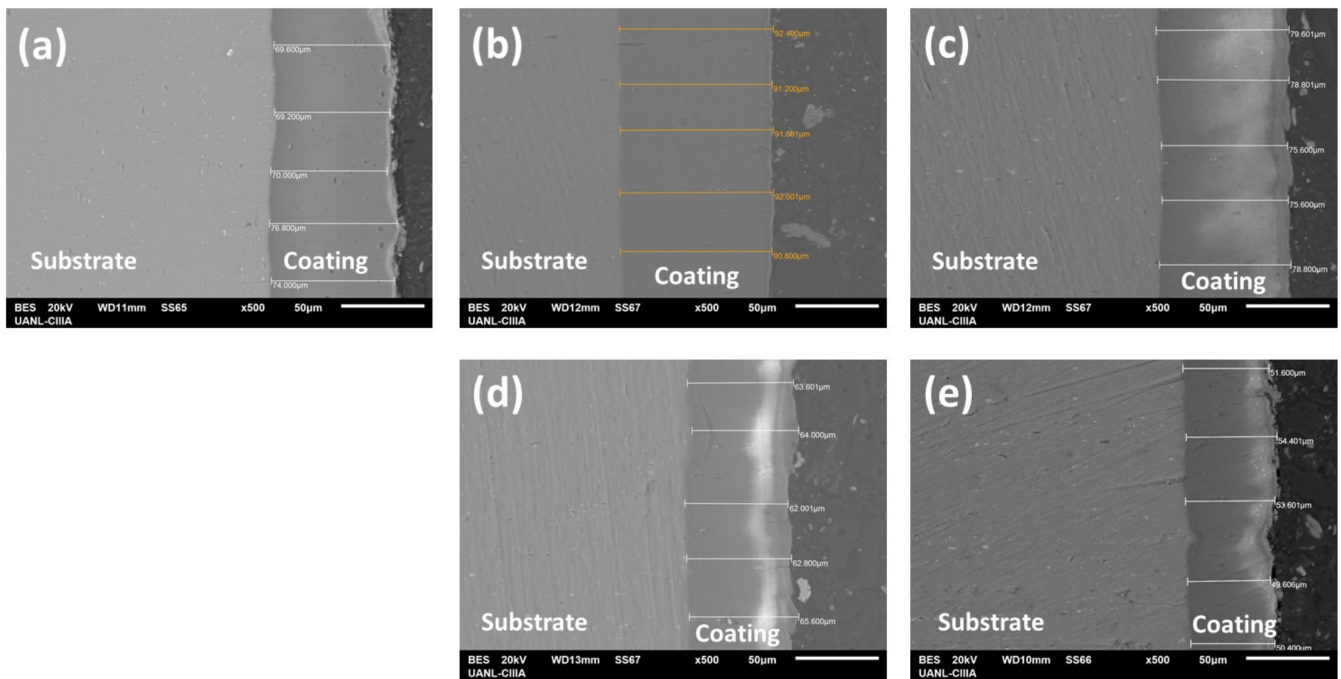 (a)
69.600µm
69.200µm
70.000µm
76.800µm
Substrate Coating
74.000µm
BES 20kV WD11mm SS65 x500 50µm
UANL-CIIIA
(b)
92.400µm
91.200µm
91.601µm
92.001µm
90.800µm
Substrate Coating
BES 20kV WD12mm SS67 x500 50µm
UANL-CIIIA
(c)
79.601µm
78.801µm
75.600µm
75.600µm
78.800µm
Substrate Coating
BES 20kV WD12mm SS67 x500 50µm
UANL-CIIIA
(d)
63.601µm
64.000µm
62.001µm
62.800µm
65.600µm
Substrate Coating
BES 20kV WD13mm SS67 x500 50µm
UANL-CIIIA
(e)
51.600µm
54.401µm
53.601µm
49.606µm
Substrate Coating
50.400µm
BES 20kV WD10mm SS66 x500 50µm
UANL-CIIIA